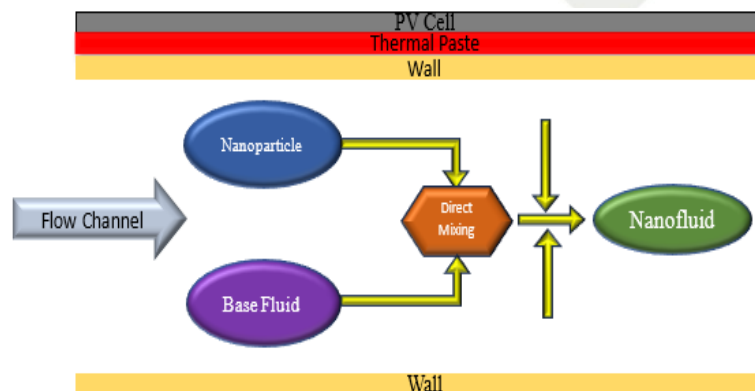 PV Cell
Thermal Paste
Wall
Nanoparticle
Flow Channel
Direct
Mixing
Nanofluid
Base Fluid
Wall